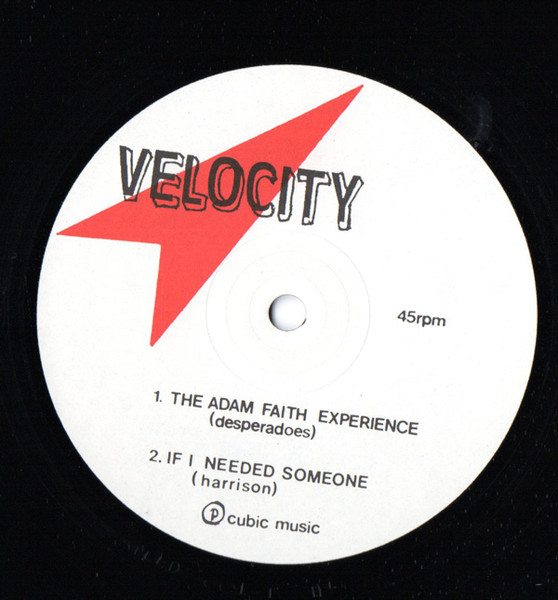 VELOCITY
45rpm
1. THE ADAM FAITH EXPERIENCE
(desperadoes)
2. IF I NEEDED SOMEONE
(harrison)
℗ cubic music